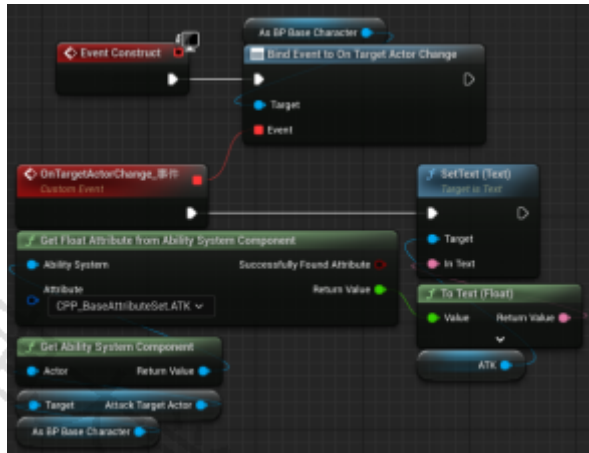 As BP Base Character
Event Construct
Bind Event to On Target Actor Change
Target
Event
OnTargetActorChange_事件
Custom Event
SetText (Text)
Target is Text
Target
In Text
Get Float Attribute from Ability System Component
Ability System
Successfully Found Attribute
Attribute
Return Value
CPP_BaseAttributeSet.ATK
To Text (Float)
Value
Return Value
ATK
Get Ability System Component
Actor
Return Value
Target
Attack Target Actor
As BP Base Character